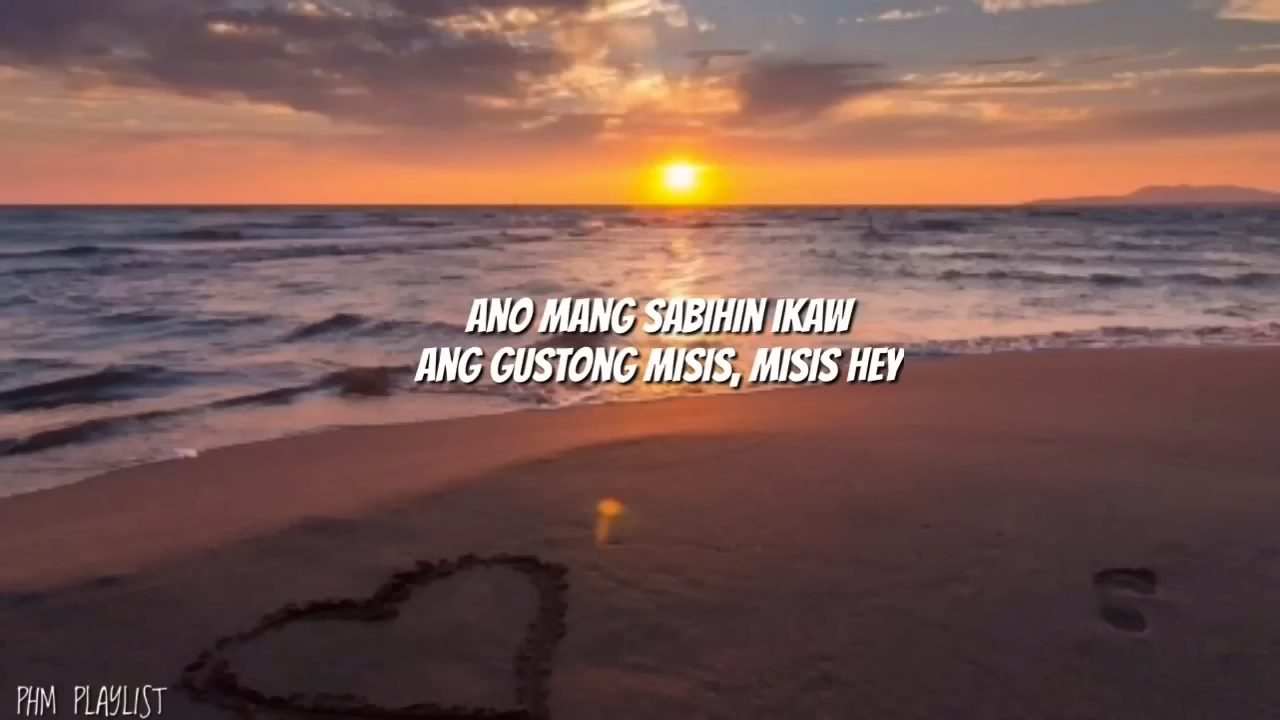 ANO MANG SABIHIN IKAW
ANG GUSTONG MISIS, MISIS HEY
PHM PLAYLIST